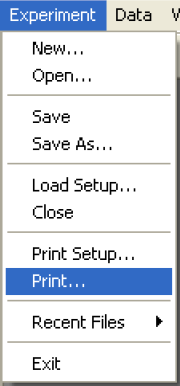 Experiment Data
New...
Open...
Save
Save As...
Load Setup...
Close
Print Setup...
Print...
Recent Files
Exit